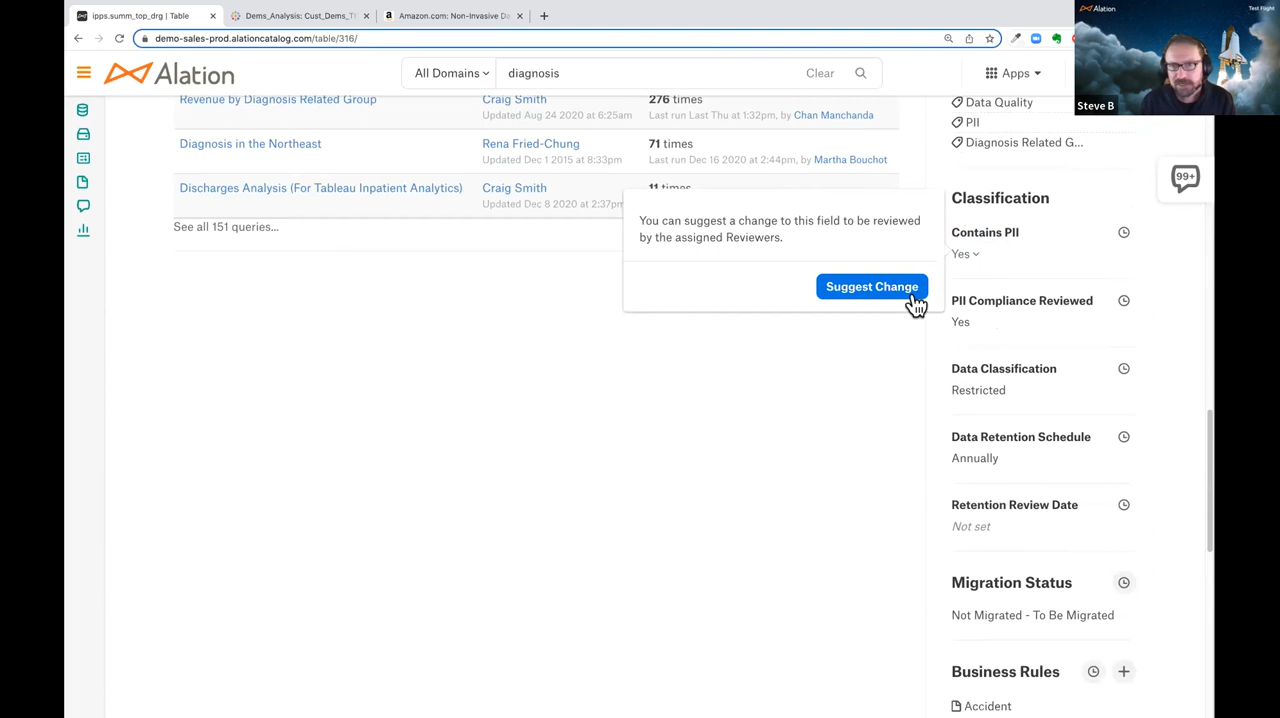 ipps.summ_top_drg | Table
Dems_Analysis: Cust_Dems_T
Amazon.com: Non-Invasive Da
demo-sales-prod.alationcatalog.com/table/316/
Alation
Test Flight
Steve B
Alation
All Domains
diagnosis
Clear
Apps
Revenue by Diagnosis Related Group
Craig Smith
276 times
Updated Aug 24 2020 at 6:25am
Last run Last Thu at 1:32pm, by Chan Manchanda
Diagnosis in the Northeast
Rena Fried-Chung
71 times
Updated Dec 1 2015 at 8:33pm
Last run Dec 16 2020 at 2:44pm, by Martha Bouchot
Discharges Analysis (For Tableau Inpatient Analytics)
Craig Smith
11 times
Updated Dec 8 2020 at 2:37pm
See all 151 queries...
You can suggest a change to this field to be reviewed
by the assigned Reviewers.
Suggest Change
Data Quality
PII
Diagnosis Related G...
99+
Classification
Contains PII
Yes
PII Compliance Reviewed
Yes
Data Classification
Restricted
Data Retention Schedule
Annually
Retention Review Date
Not set
Migration Status
Not Migrated - To Be Migrated
Business Rules
Accident